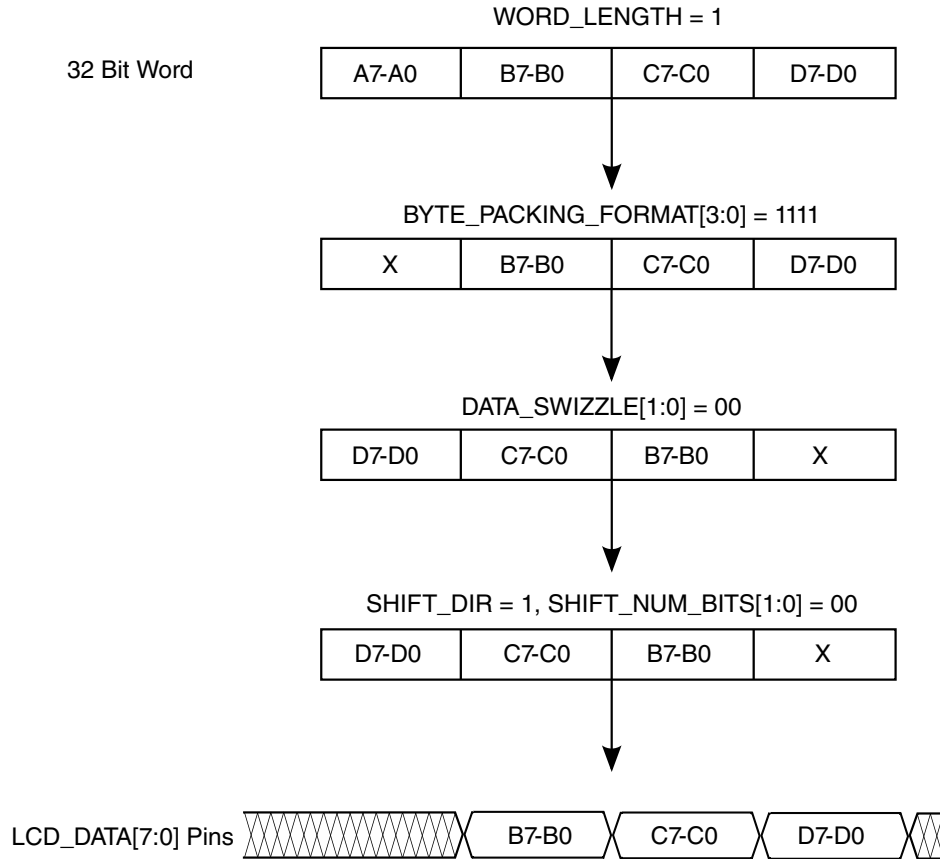 WORD_LENGTH = 1
32 Bit Word
A7-A0 B7-B0 C7-C0 D7-D0
BYTE_PACKING_FORMAT[3:0] = 1111
X B7-B0 C7-C0 D7-D0
DATA_SWIZZLE[1:0] = 00
D7-D0 C7-C0 B7-B0 X
SHIFT_DIR = 1, SHIFT_NUM_BITS[1:0] = 00
D7-D0 C7-C0 B7-B0 X
LCD_DATA[7:0] Pins B7-B0 C7-C0 D7-D0